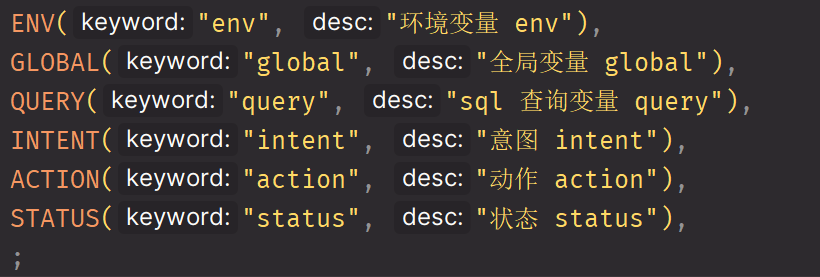 ENV( keyword: "env", desc: "环境变量 env"),
GLOBAL( keyword: "global", desc: "全局变量 global"),
QUERY( keyword: "query", desc: "sql 查询变量 query"),
INTENT( keyword: "intent", desc: "意图 intent"),
ACTION( keyword: "action", desc: "动作 action"),
STATUS( keyword: "status", desc: "状态 status"),
;